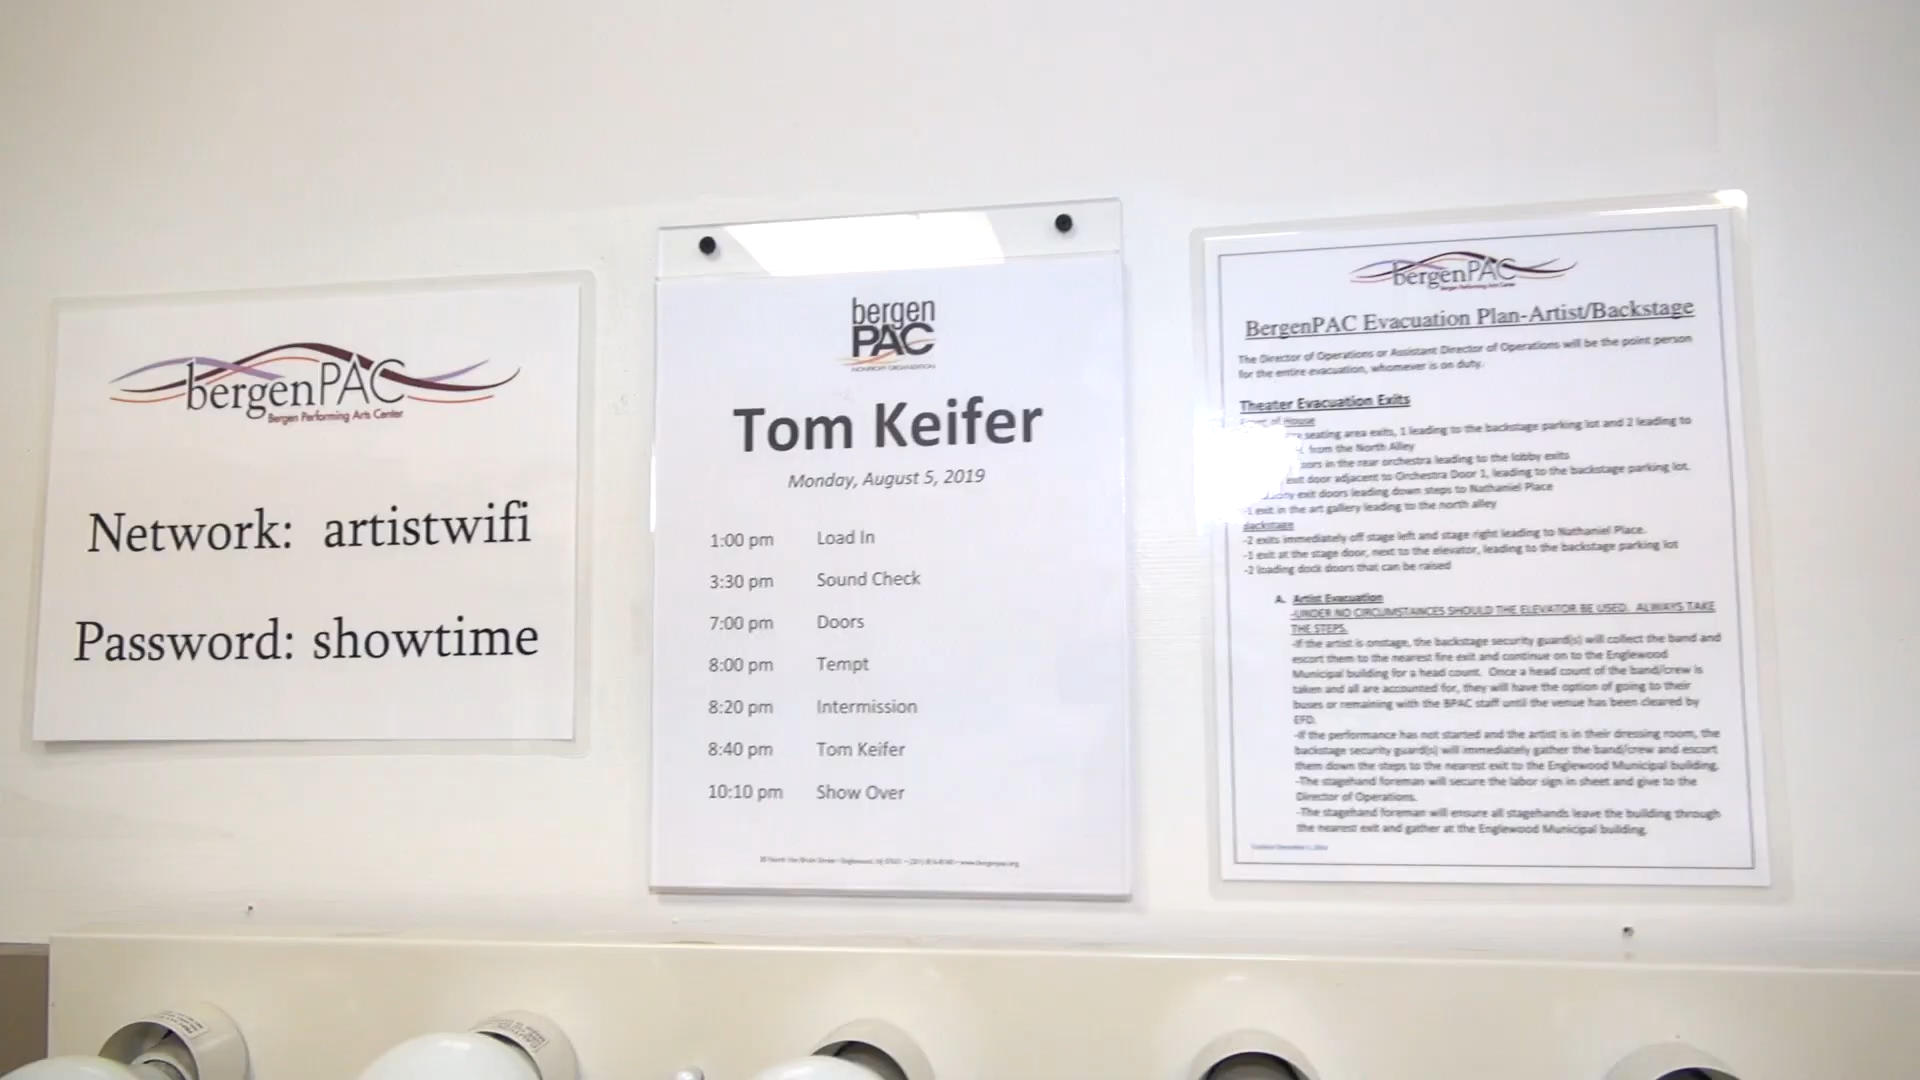 bergenPAC
Bergen Performing Arts Center
Network: artistwifi
Password: showtime
bergen
PAC
Tom Keifer
Monday, August 5, 2019
1:00 pm Load In
3:30 pm Sound Check
7:00 pm Doors
8:00 pm Tempt
8:20 pm Intermission
8:40 pm Tom Keifer
10:10 pm Show Over
bergenPAC
Bergen Performing Arts Center
BergenPAC Evacuation Plan-Artist/Backstage
The Director of Operations or Assistant Director of Operations will be the point person
for the entire evacuation, whomever is on duty.
Theater Evacuation Exits
of House
seating area exits, 1 leading to the backstage parking lot and 2 leading to
from the North Alley
in the rear orchestra leading to the lobby exits
exit door adjacent to Orchestra Door 1, leading to the backstage parking lot.
exit doors leading down steps to Nathaniel Place
-1 exit in the art gallery leading to the north alley
Backstage
-2 exits immediately off stage left and stage right leading to Nathaniel Place.
-1 exit at the stage door, next to the elevator, leading to the backstage parking lot
-2 loading dock doors that can be raised
A. Artist Evacuation
-UNDER NO CIRCUMSTANCES SHOULD THE ELEVATOR BE USED. ALWAYS TAKE
THE STEPS.
-If the artist is onstage, the backstage security guard(s) will collect the band and
escort them to the nearest fire exit and continue on to the Englewood
Municipal building for a head count. Once a head count of the band/crew is
taken and all are accounted for, they will have the option of going to their
buses or remaining with the BPAC staff until the venue has been cleared by
EFD.
-If the performance has not started and the artist is in their dressing room, the
backstage security guard(s) will immediately gather the band/crew and escort
them down the steps to the nearest exit to the Englewood Municipal building.
-The stagehand foreman will secure the labor sign in sheet and give to the
Director of Operations.
-The stagehand foreman will ensure all stagehands leave the building through
the nearest exit and gather at the Englewood Municipal building.